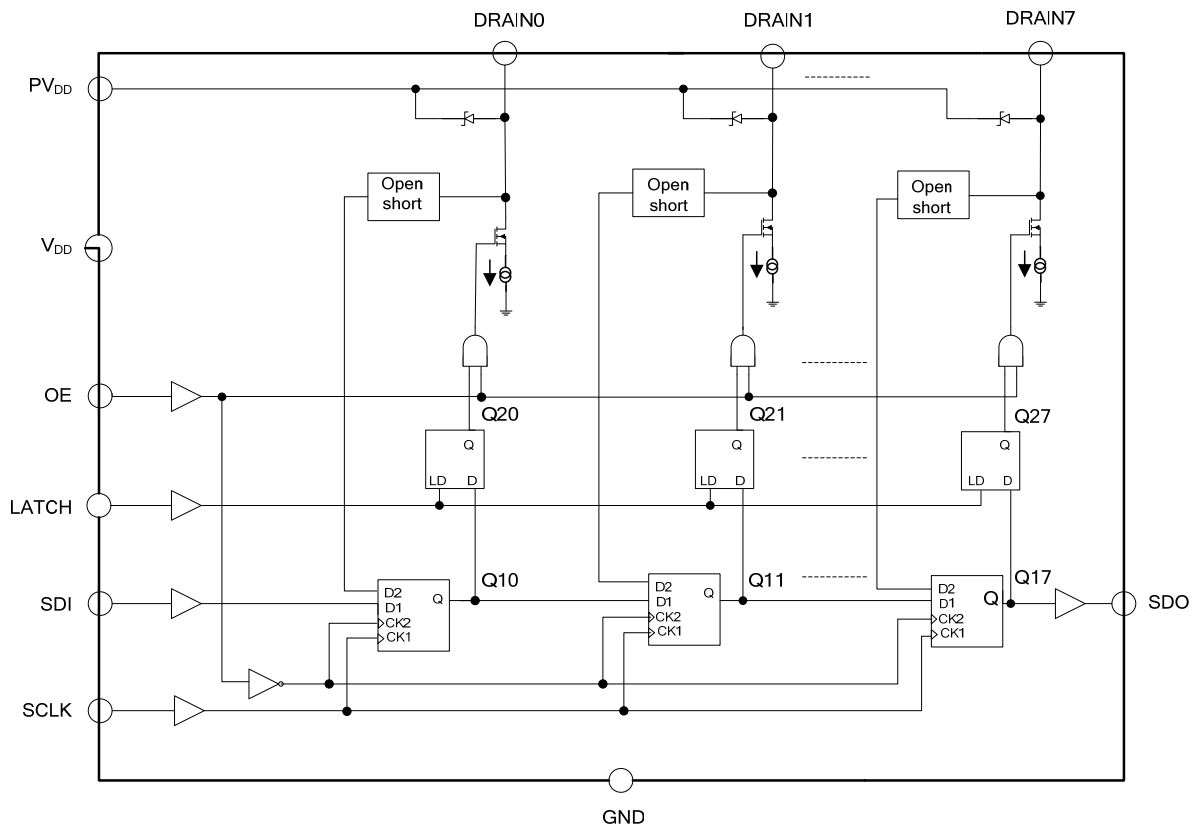 DRAIN0
DRAIN1
DRAIN7
PVDD
Open
short
Open
short
Open
short
VDD
OE
Q20
Q21
Q27
Q
Q
Q
LD D
LD D
LD D
LATCH
Q10
Q11
Q17
D2
D1
CK2
CK1
Q
D2
D1
CK2
CK1
Q
D2
D1
CK2
CK1
Q
SDI
SDO
SCLK
GND